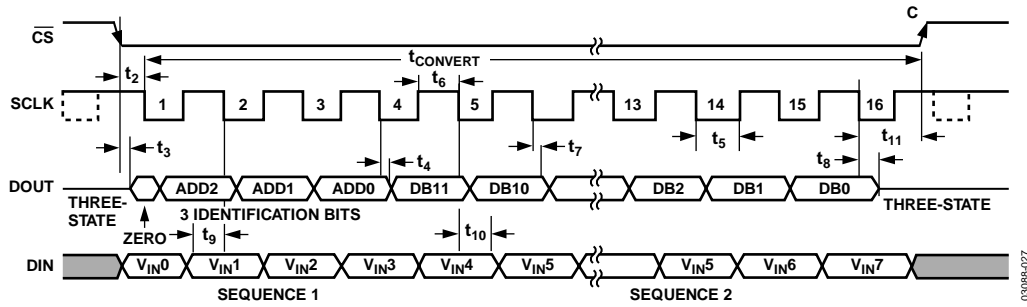 CS
C
tCONVERT
t2
t6
SCLK
1 2 3 4 5 13 14 15 16
t3
t4
t7
t5
t8
t11
DOUT
ADD2 ADD1 ADD0 DB11 DB10 DB2 DB1 DB0
THREE-
STATE
3 IDENTIFICATION BITS
THREE-STATE
ZERO
t9
t10
DIN
VIN0 VIN1 VIN2 VIN3 VIN4 VIN5 VIN5 VIN6 VIN7
SEQUENCE 1
SEQUENCE 2
03088-027